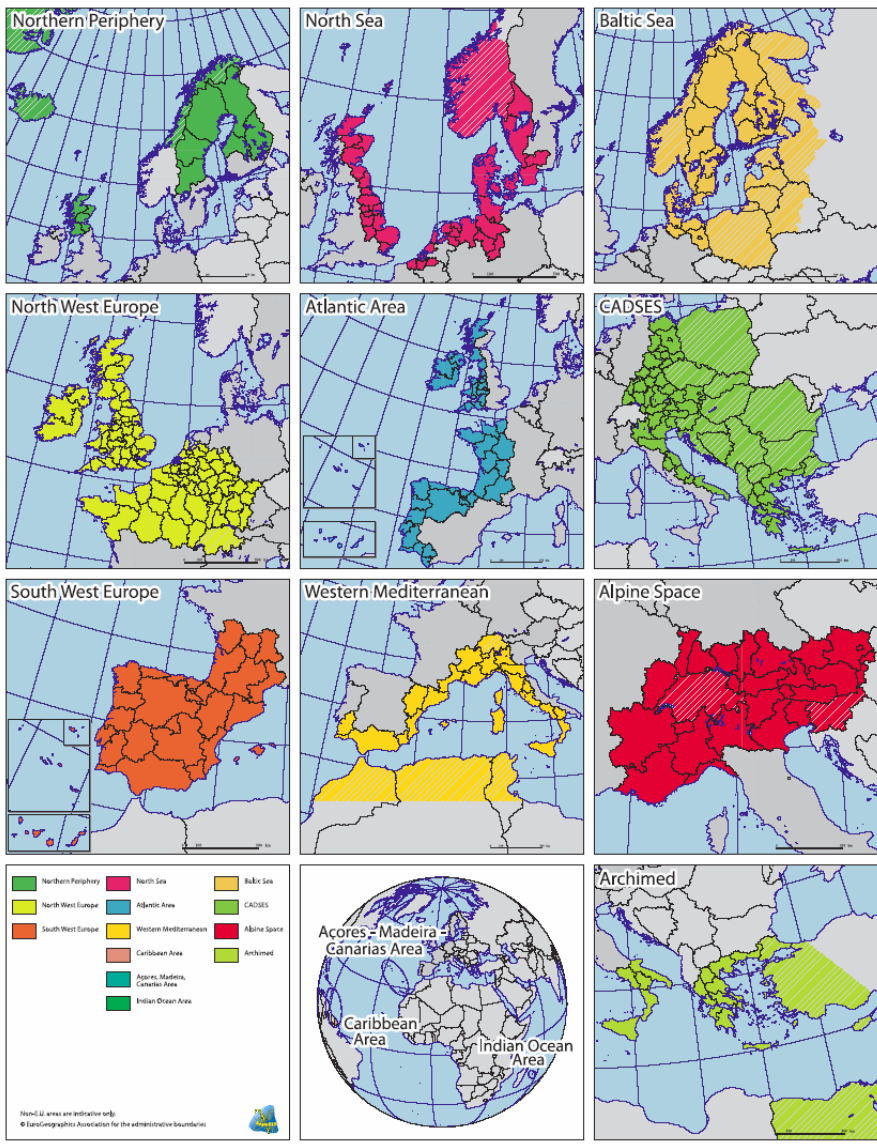 Northern Periphery
North Sea
Baltic Sea
North West Europe
Atlantic Area
CADSES
South West Europe
Western Mediterranean
Alpine Space
Northern Periphery
North Sea
Baltic Sea
North West Europe
Atlantic Area
CADSES
South West Europe
Western Mediterranean
Alpine Space
Caribbean Area
Archimed
Açores, Madeira,
Canarias Area
Indian Ocean Area
Non-E.U. areas are indicative only.
© EuroGeographics Association for the administrative boundaries
Açores - Madeira -
Canarias Area
Caribbean
Area
Indian Ocean
Area
Archimed